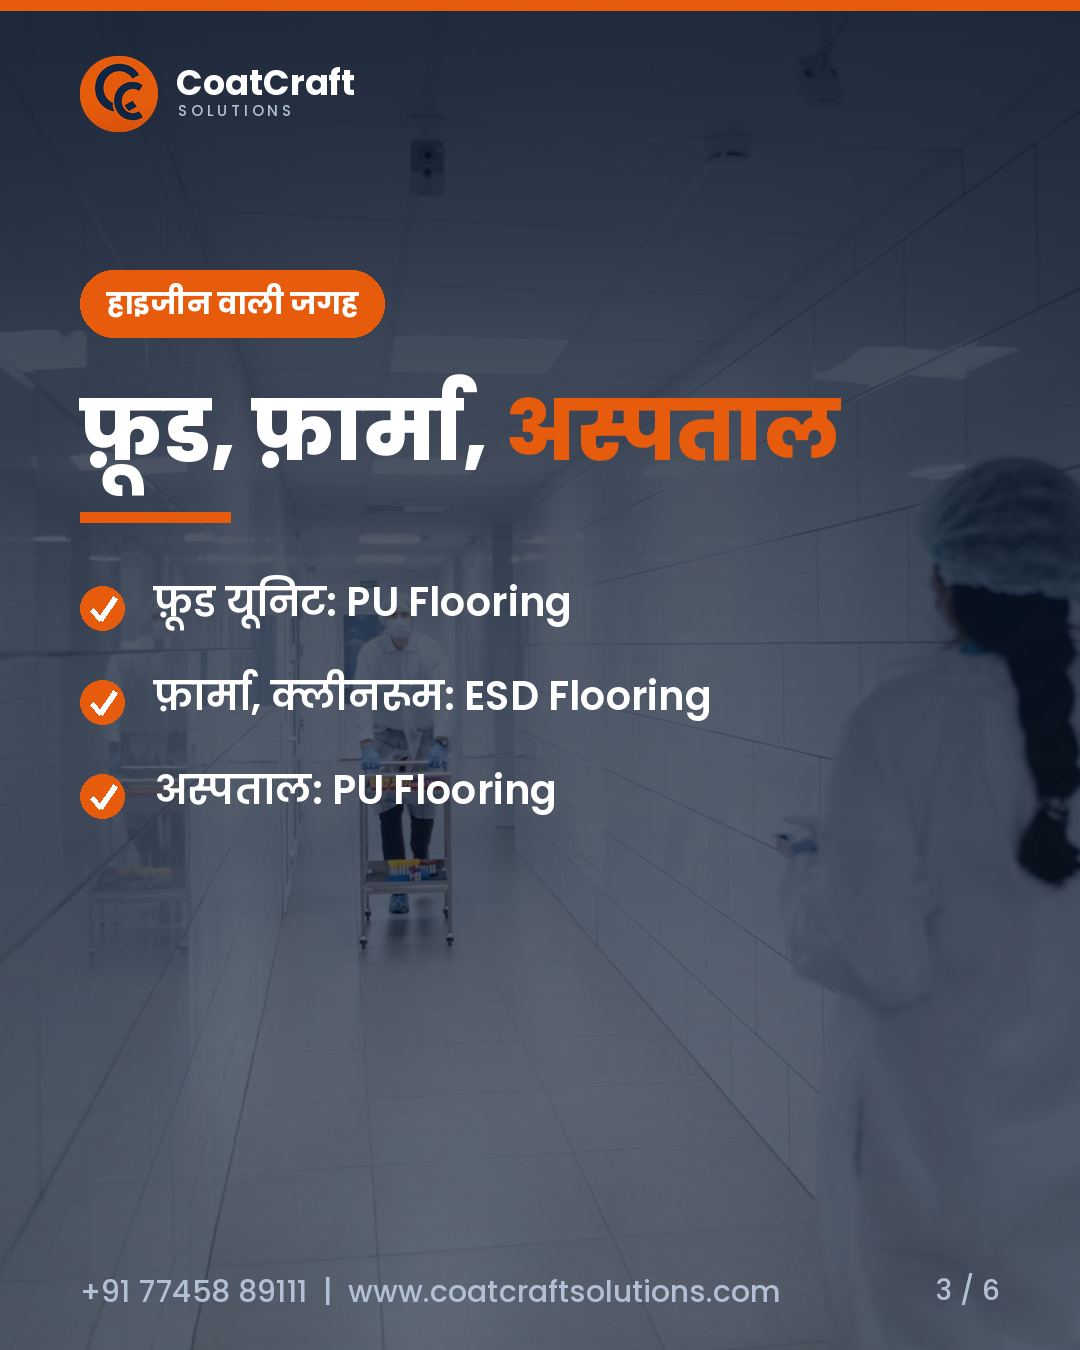 CoatCraft
SOLUTIONS
हाइजीन वाली जगह
फ़ूड, फ़ार्मा, अस्पताल
फ़ूड यूनिट: PU Flooring
फ़ार्मा, क्लीनरूम: ESD Flooring
अस्पताल: PU Flooring
+91 77458 89111 | www.coatcraftsolutions.com
3 / 6